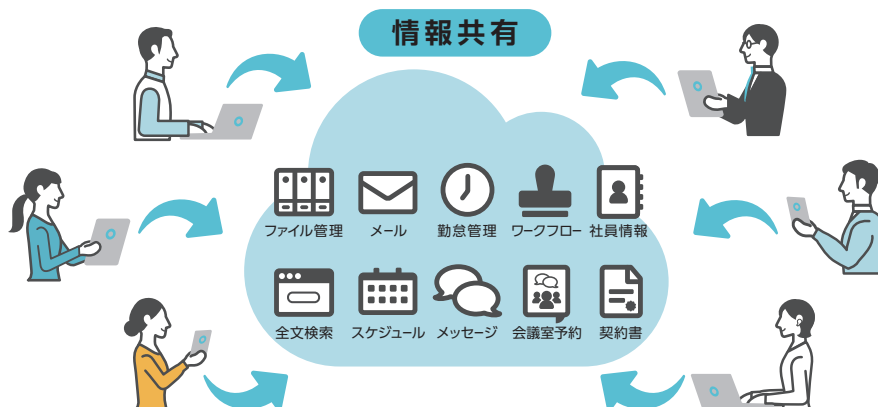 情報共有
ファイル管理 メール 勤怠管理 ワークフロー 社員情報
全文検索 スケジュール メッセージ 会議室予約 契約書